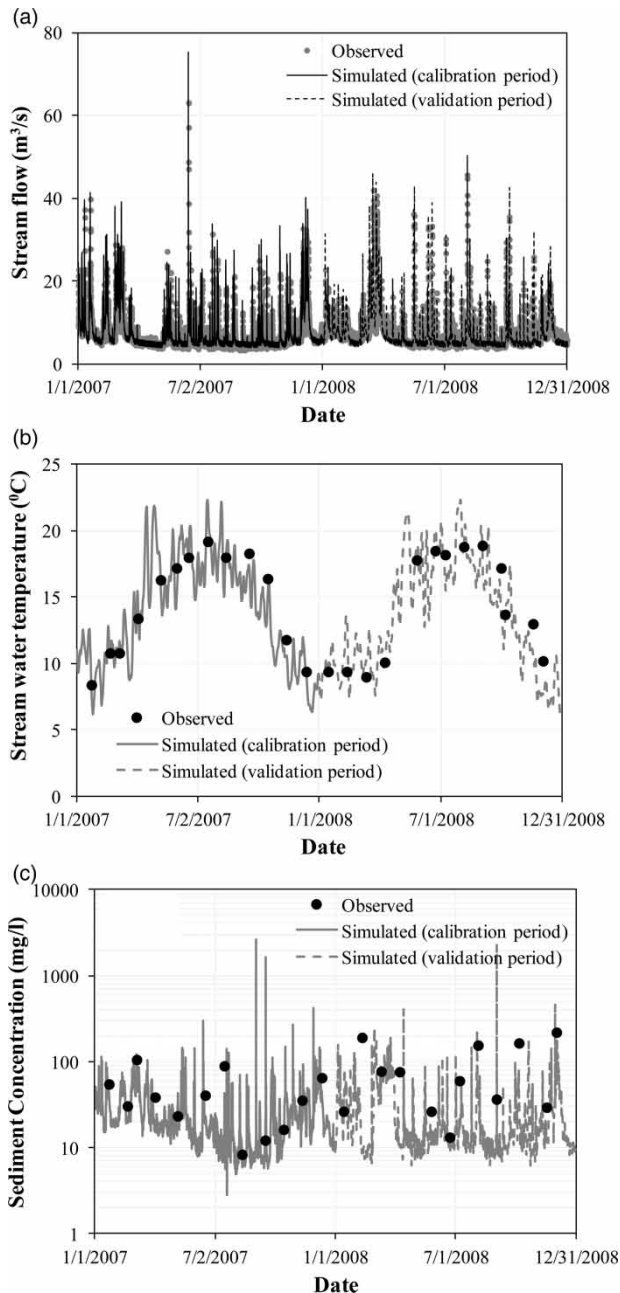 (a)
80
60
40
20
0
Stream flow (m³/s)
Observed
Simulated (calibration period)
Simulated (validation period)
1/1/2007
7/2/2007
1/1/2008
7/1/2008
12/31/2008
Date
(b)
25
20
15
10
5
0
Stream water temperature (⁰C)
Observed
Simulated (calibration period)
Simulated (validation period)
1/1/2007
7/2/2007
1/1/2008
7/1/2008
12/31/2008
Date
(c)
10000
1000
100
10
1
Sediment Concentration (mg/l)
Observed
Simulated (calibration period)
Simulated (validation period)
1/1/2007
7/2/2007
1/1/2008
7/1/2008
12/31/2008
Date